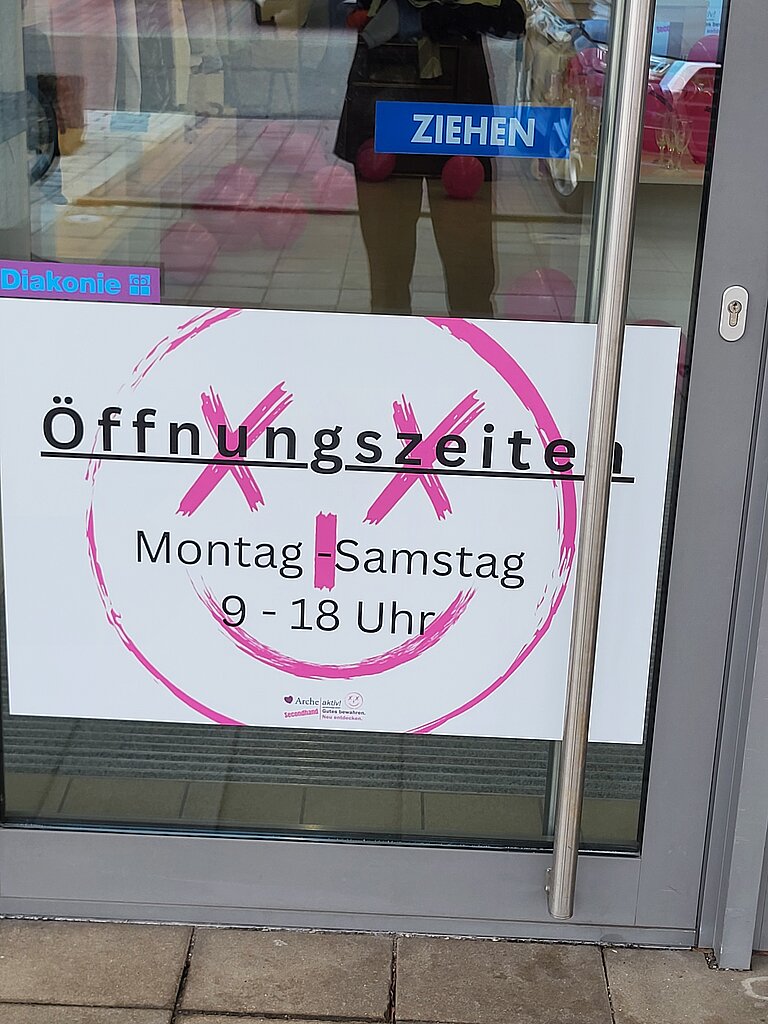 ZIEHEN
Diakonie
Öffnungszeiten
Montag -Samstag
9 - 18 Uhr
Arche aktiv!
Secondhand Gutes bewahren.
Neu entdecken.